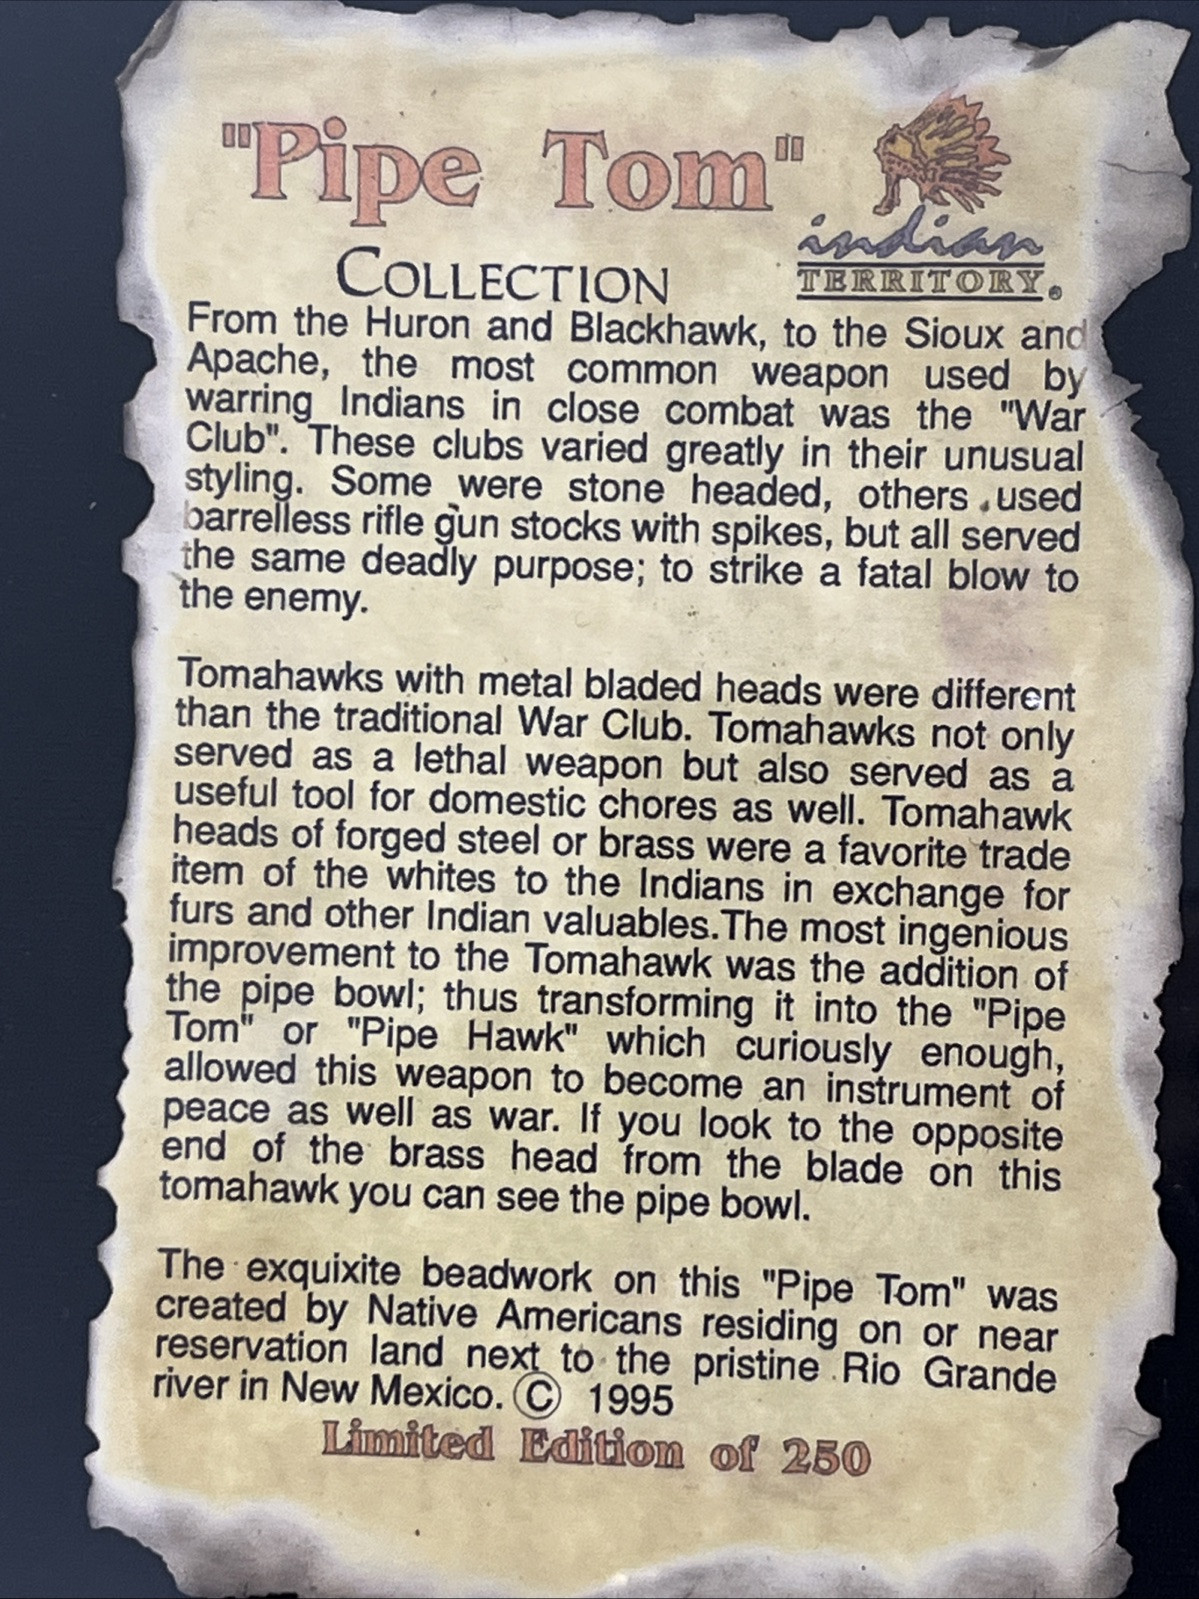 "Pipe Tom"
COLLECTION
indian
TERRITORY®
From the Huron and Blackhawk, to the Sioux and
Apache, the most common weapon used by
warring Indians in close combat was the "War
Club". These clubs varied greatly in their unusual
styling. Some were stone headed, others used
barrelless rifle gun stocks with spikes, but all served
the same deadly purpose; to strike a fatal blow to
the enemy.
Tomahawks with metal bladed heads were different
than the traditional War Club. Tomahawks not only
served as a lethal weapon but also served as a
useful tool for domestic chores as well. Tomahawk
heads of forged steel or brass were a favorite trade
item of the whites to the Indians in exchange for
furs and other Indian valuables.The most ingenious
improvement to the Tomahawk was the addition of
the pipe bowl; thus transforming it into the "Pipe
Tom" or "Pipe Hawk" which curiously enough,
allowed this weapon to become an instrument of
peace as well as war. If you look to the opposite
end of the brass head from the blade on this
tomahawk you can see the pipe bowl.
The exquixite beadwork on this "Pipe Tom" was
created by Native Americans residing on or near
reservation land next to the pristine Rio Grande
river in New Mexico. © 1995
Limited Edition of 250